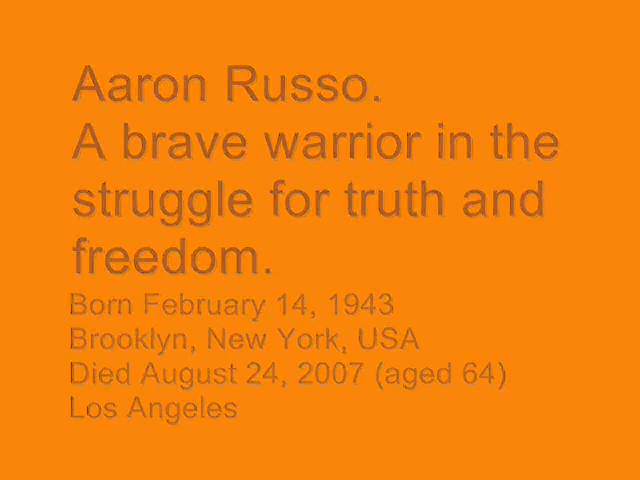 Aaron Russo.
A brave warrior in the
struggle for truth and
freedom.
Born February 14, 1943
Brooklyn, New York, USA
Died August 24, 2007 (aged 64)
Los Angeles